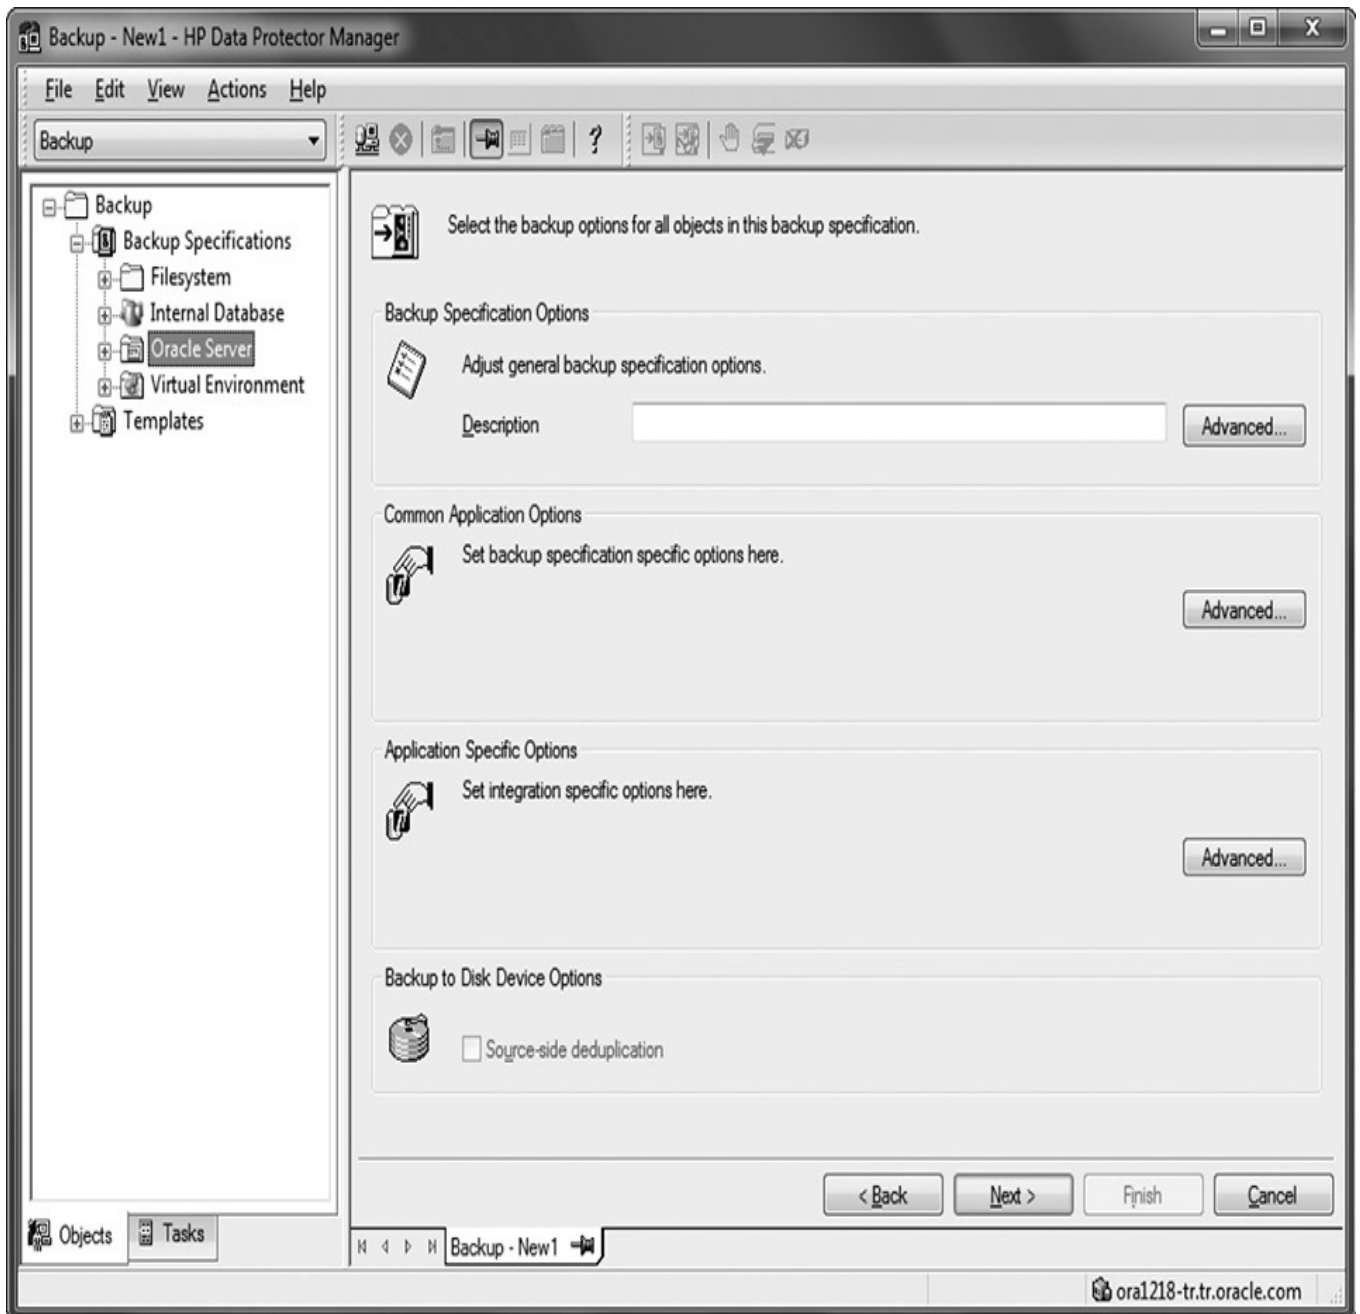 Backup - New1 - HP Data Protector Manager
File Edit View Actions Help
Backup
Backup
Backup Specifications
Filesystem
Internal Database
Oracle Server
Virtual Environment
Templates
Objects Tasks
Select the backup options for all objects in this backup specification.
Backup Specification Options
Adjust general backup specification options.
Description
Advanced...
Common Application Options
Set backup specification specific options here.
Advanced...
Application Specific Options
Set integration specific options here.
Advanced...
Backup to Disk Device Options
Source-side deduplication
< Back Next > Finish Cancel
Backup - New1
ora1218-tr.tr.oracle.com